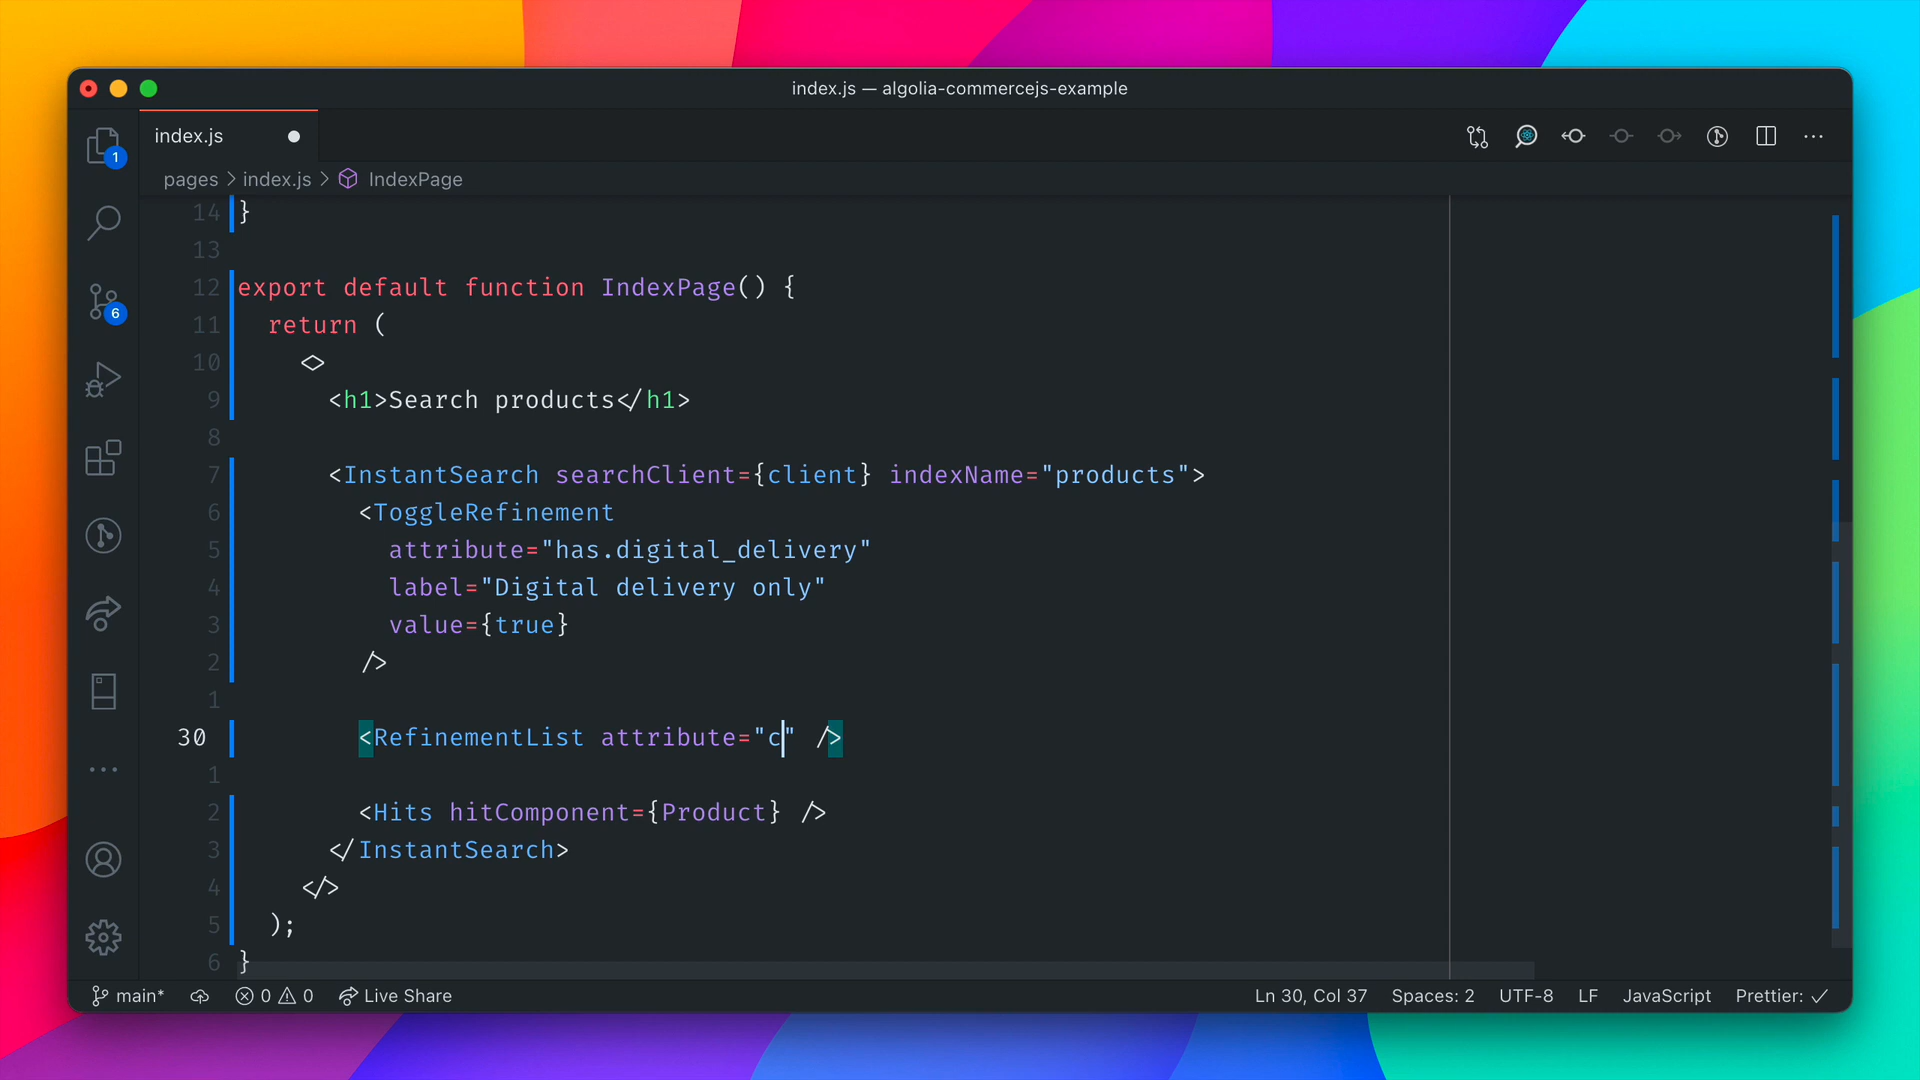 index.js — algolia-commercejs-example
index.js
1
pages > index.js > IndexPage
14 }
13
12 export default function IndexPage() {
11 return (
10 <>
9 <h1>Search products</h1>
8
7 <InstantSearch searchClient={client} indexName="products">
6 <ToggleRefinement
5 attribute="has.digital_delivery"
4 label="Digital delivery only"
3 value={true}
2 />
1
30 <RefinementList attribute="c" />
1
2 <Hits hitComponent={Product} />
3 </InstantSearch>
4 </>
5 );
6 }
6
main* 0 0 Live Share Ln 30, Col 37 Spaces: 2 UTF-8 LF JavaScript Prettier: ✓